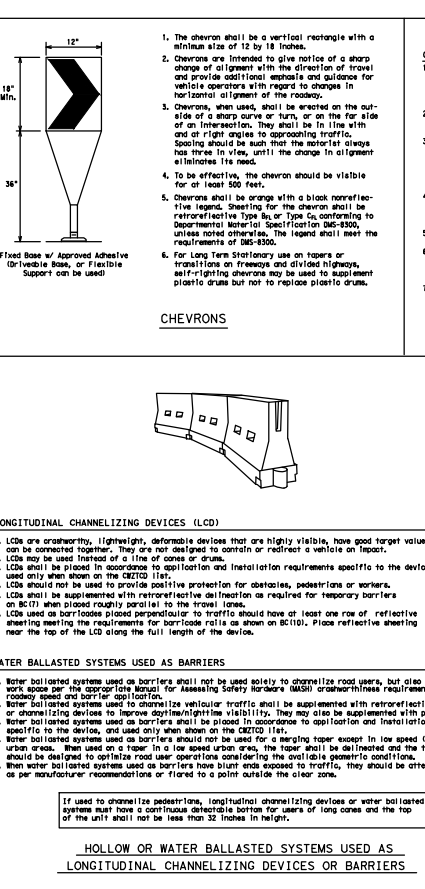 12"
18"
Min.
36"
Fixed Base w/ Approved Adhesive
(Driveable Base, or Flexible
Support can be used)
1. The chevron shall be a vertical rectangle with a
minimum size of 12 by 18 inches.
2. Chevrons are intended to give notice of a sharp
change of alignment with the direction of travel
and provide additional emphasis and guidance for
vehicle operators with regard to changes in
horizontal alignment of the roadway.
3. Chevrons, when used, shall be erected on the out-
side of a sharp curve or turn, or on the far side
of an intersection. They shall be in line with
and at right angles to approaching traffic.
Spacing should be such that the motorist always
has three in view, until the change in alignment
eliminates its need.
4. To be effective, the chevron should be visible
for at least 500 feet.
5. Chevrons shall be orange with a black nonreflec-
tive legend. Sheeting for the chevron shall be
retroreflective Type BFL or Type CFL conforming to
Departmental Material Specification DMS-8300,
unless noted otherwise. The legend shall meet the
requirements of DMS-8300.
6. For Long Term Stationary use on tapers or
transitions on freeways and divided highways,
self-righting chevrons may be used to supplement
plastic drums but not to replace plastic drums.
CHEVRONS
ONGITUDINAL CHANNELIZING DEVICES (LCD)
LCDs are crashworthy, lightweight, deformable devices that are highly visible, have good target value
can be connected together. They are not designed to contain or redirect a vehicle on impact.
LCDs may be used instead of a line of cones or drums.
LCDs shall be placed in accordance to application and installation requirements specific to the devic
used only when shown on the CWZTCD list.
LCDs should not be used to provide positive protection for obstacles, pedestrians or workers.
LCDs shall be supplemented with retroreflective delineation as required for temporary barriers
on BC(7) when placed roughly parallel to the travel lanes.
LCDs used as barricades placed perpendicular to traffic should have at least one row of reflective
sheeting meeting the requirements for barricade rails as shown on BC(10). Place reflective sheeting
near the top of the LCD along the full length of the device.
ATER BALLASTED SYSTEMS USED AS BARRIERS
Water ballasted systems used as barriers shall not be used solely to channelize road users, but also
work space per the appropriate Manual for Assessing Safety Hardware (MASH) crashworthiness requiremen
roadway speed and barrier application.
Water ballasted systems used to channelize vehicular traffic shall be supplemented with retroreflecti
or channelizing devices to improve daytime/nighttime visibility. They may also be supplemented with p
Water ballasted systems used as barriers shall be placed in accordance to application and installatio
specific to the device, and used only when shown on the CWZTCD list.
Water ballasted systems used as barriers should not be used for a merging taper except in low speed (
urban areas. When used on a taper in a low speed urban area, the taper shall be delineated and the t
should be designed to optimize road user operations considering the available geometric conditions.
When water ballasted systems used as barriers have blunt ends exposed to traffic, they should be atte
as per manufacturer recommendations or flared to a point outside the clear zone.
If used to channelize pedestrians, longitudinal channelizing devices or water ballasted
systems must have a continuous detectable bottom for users of long canes and the top
of the unit shall not be less than 32 inches in height.
HOLLOW OR WATER BALLASTED SYSTEMS USED AS
LONGITUDINAL CHANNELIZING DEVICES OR BARRIERS